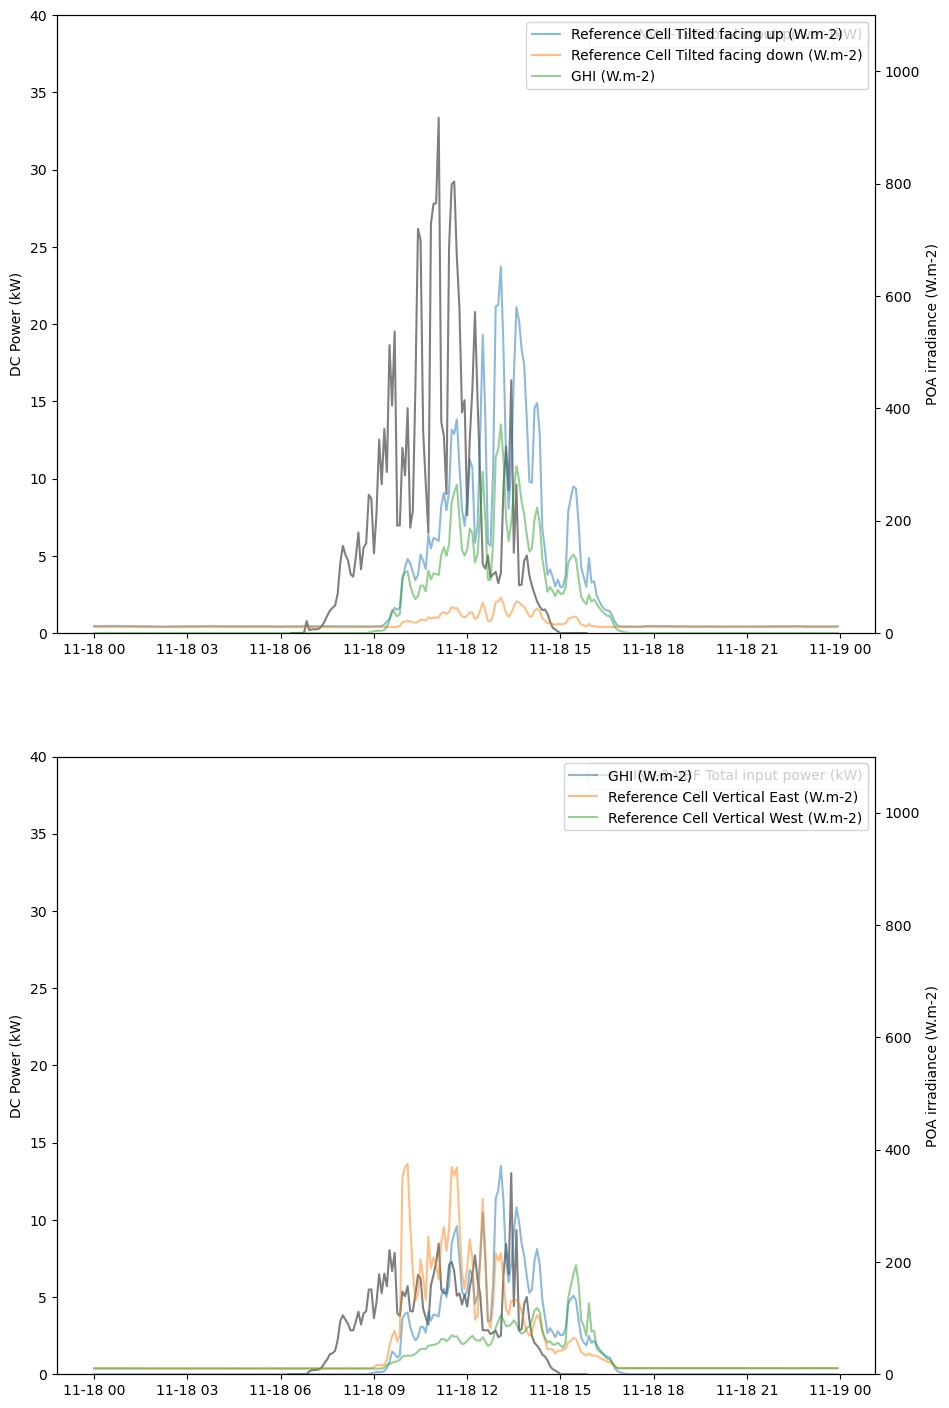 40
35
30
25
20
15
10
5
0
DC Power (kW)
Reference Cell Tilted facing up (W.m-2)
Reference Cell Tilted facing down (W.m-2)
GHI (W.m-2)
1000
800
600
400
200
0
POA irradiance (W.m-2)
11-18 00 11-18 03 11-18 06 11-18 09 11-18 12 11-18 15 11-18 18 11-18 21 11-19 00
40
35
30
25
20
15
10
5
0
DC Power (kW)
GHI (W.m-2)
Total input power (kW)
Reference Cell Vertical East (W.m-2)
Reference Cell Vertical West (W.m-2)
1000
800
600
400
200
0
POA irradiance (W.m-2)
11-18 00 11-18 03 11-18 06 11-18 09 11-18 12 11-18 15 11-18 18 11-18 21 11-19 00